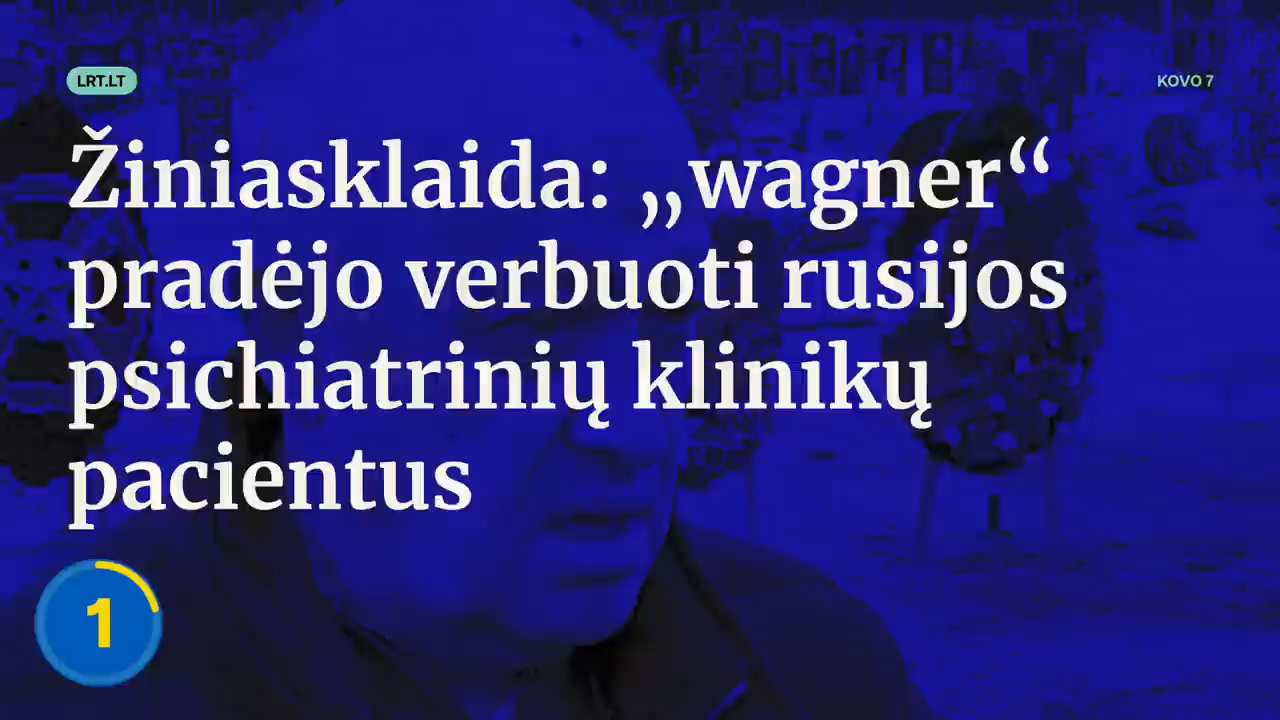 LRT.LT
KOVO 7
Žiniasklaida: „wagner“
pradėjo verbuoti rusijos
psichiatrinių klinikų
pacientus
1